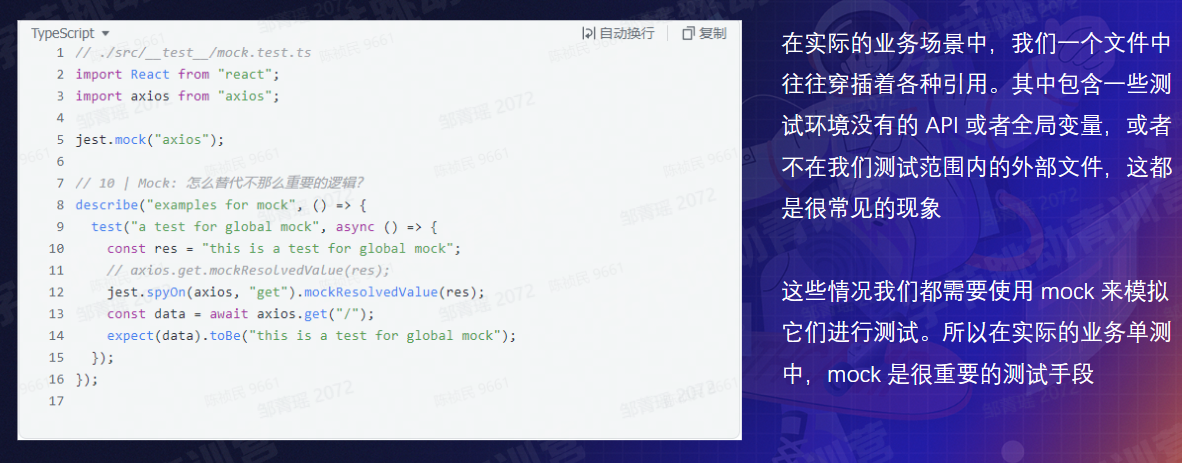 TypeScript
自动换行
复制
1 // ./src/__test__/mock.test.ts
2 import React from "react";
3 import axios from "axios";
4
5 jest.mock("axios");
6
7 // 10 | Mock: 怎么替代不那么重要的逻辑?
8 describe("examples for mock", () => {
9 test("a test for global mock", async () => {
10 const res = "this is a test for global mock";
11 // axios.get.mockResolvedValue(res);
12 jest.spyOn(axios, "get").mockResolvedValue(res);
13 const data = await axios.get("/");
14 expect(data).toBe("this is a test for global mock");
15 });
16 });
17
在实际的业务场景中，我们一个文件中
往往穿插着各种引用。其中包含一些测
试环境没有的 API 或者全局变量，或者
不在我们测试范围内的外部文件，这都
是很常见的现象
这些情况我们都需要使用 mock 来模拟
它们进行测试。所以在实际的业务单测
中，mock 是很重要的测试手段
邹菁瑶 2072
陈祯民 9661